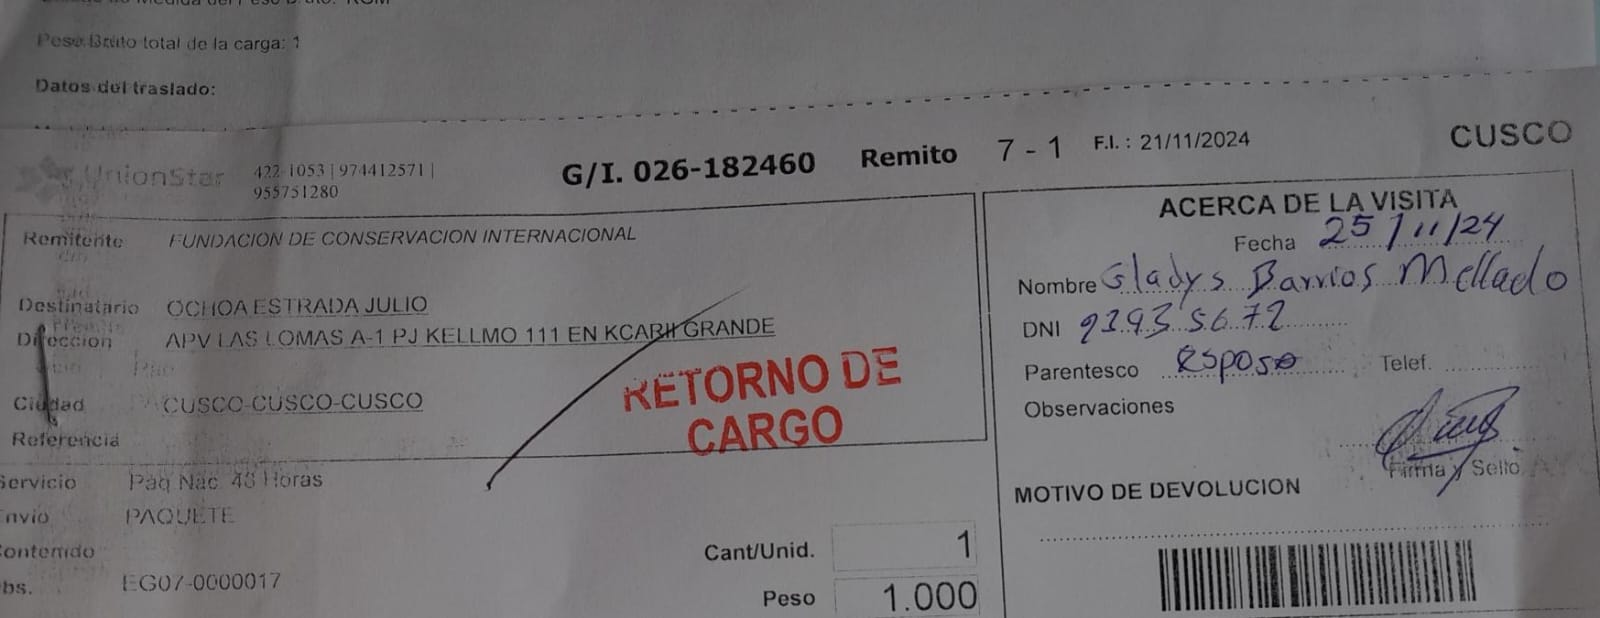 Peso Bruto total de la carga: 1
Datos del traslado:
UnionStar 422-1053 | 974412571 |
955751280
G/I. 026-182460 Remito 7 - 1 F.I. : 21/11/2024 CUSCO
Remitente FUNDACION DE CONSERVACION INTERNACIONAL
Destinatario OCHOA ESTRADA JULIO
Direccion APV LAS LOMAS A-1 PJ KELLMO 111 EN KCARII GRANDE
Ciudad CUSCO-CUSCO-CUSCO
Referencia
RETORNO DE
CARGO
Servicio Paq Nac 48 Horas
Envio PAQUETE
Contenido
Obs. EG07-0000017
Cant/Unid. 1
Peso 1.000
ACERCA DE LA VISITA
Fecha 25/11/24
Nombre Gladys Barrios Mellado
DNI 23935672
Parentesco esposa Telef.
Observaciones
Firma y Sello
MOTIVO DE DEVOLUCION